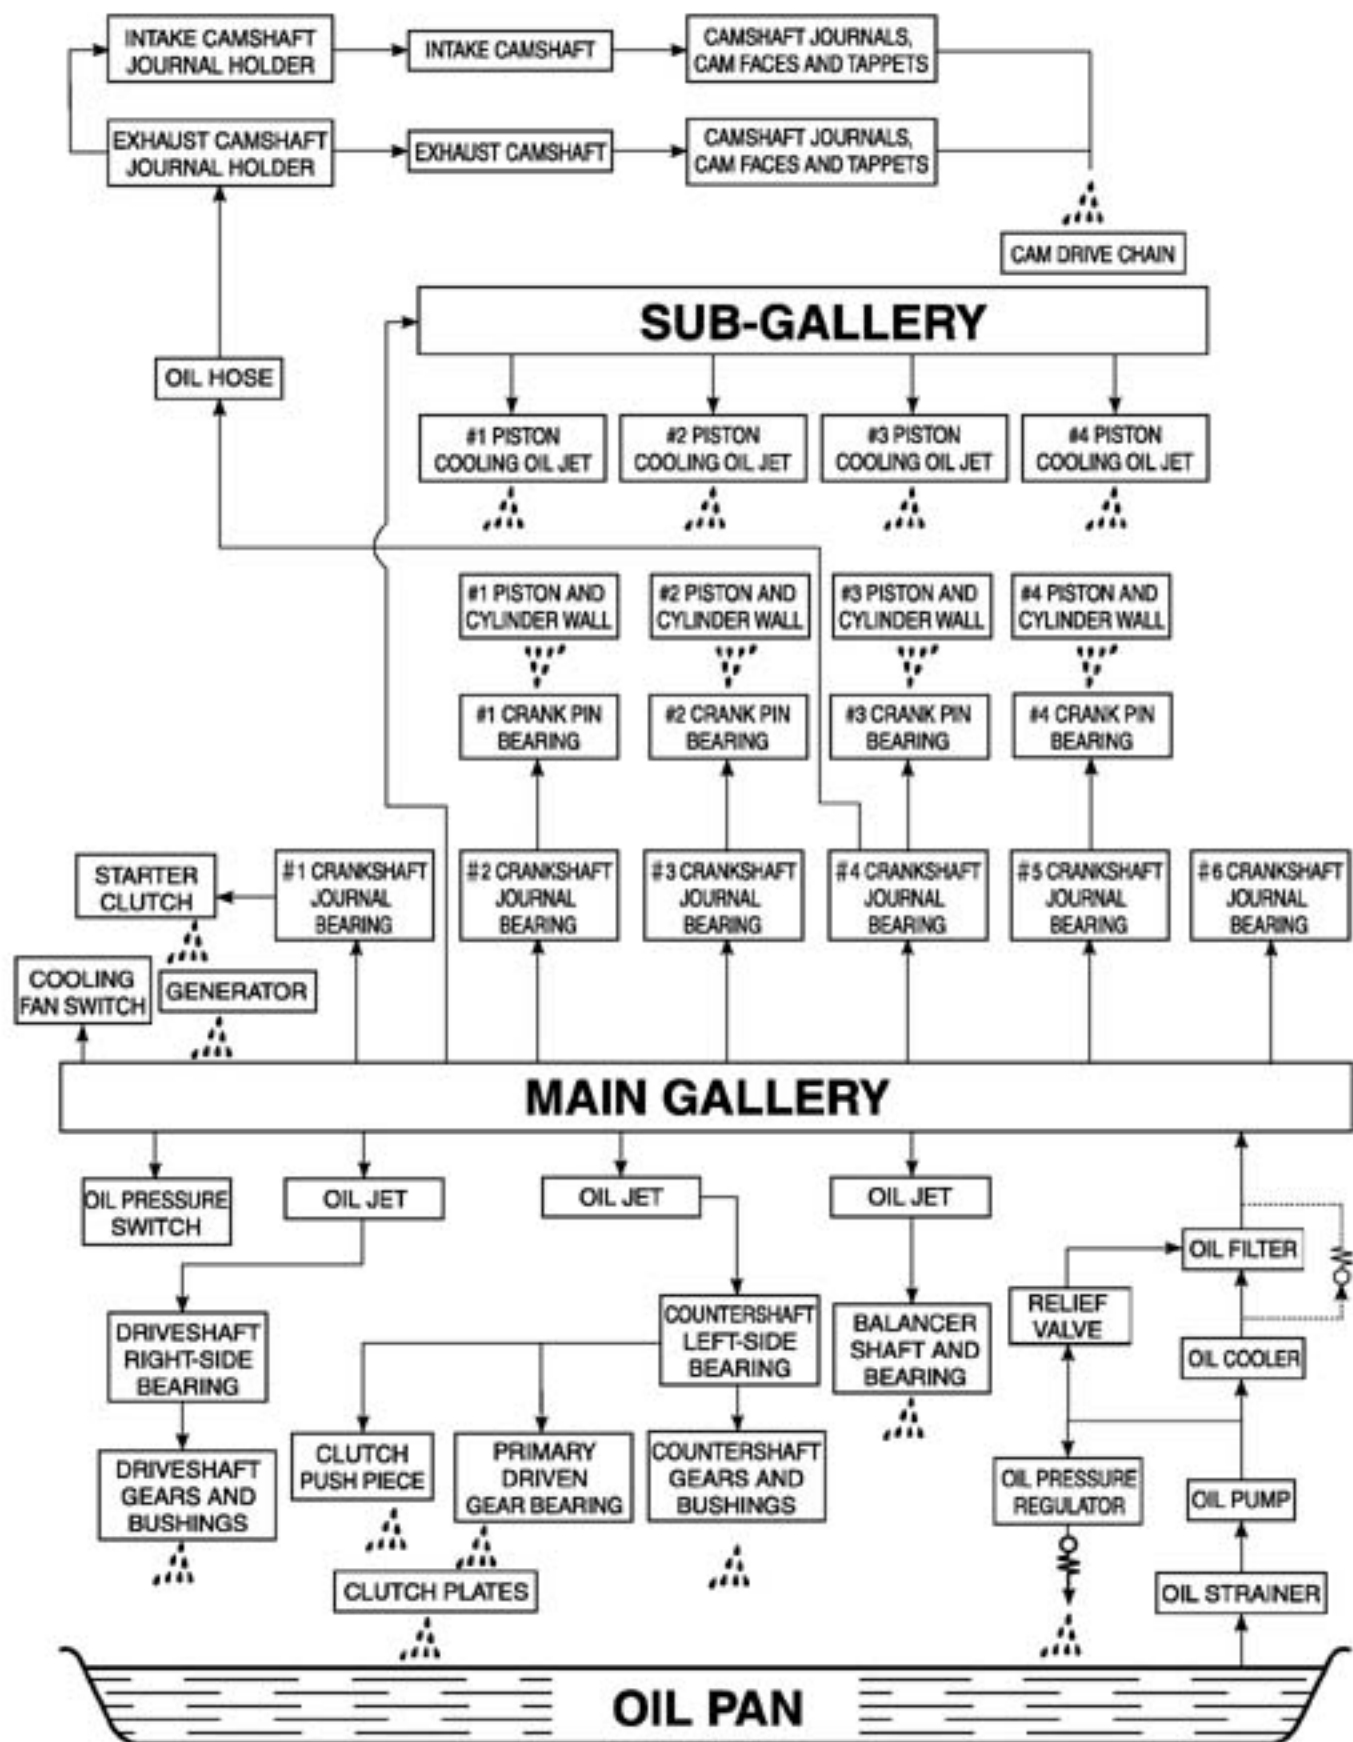 INTAKE CAMSHAFT
JOURNAL HOLDER
INTAKE CAMSHAFT
CAMSHAFT JOURNALS,
CAM FACES AND TAPPETS
EXHAUST CAMSHAFT
JOURNAL HOLDER
EXHAUST CAMSHAFT
CAMSHAFT JOURNALS,
CAM FACES AND TAPPETS
CAM DRIVE CHAIN
SUB-GALLERY
OIL HOSE
#1 PISTON
COOLING OIL JET
#2 PISTON
COOLING OIL JET
#3 PISTON
COOLING OIL JET
#4 PISTON
COOLING OIL JET
#1 PISTON AND
CYLINDER WALL
#2 PISTON AND
CYLINDER WALL
#3 PISTON AND
CYLINDER WALL
#4 PISTON AND
CYLINDER WALL
#1 CRANK PIN
BEARING
#2 CRANK PIN
BEARING
#3 CRANK PIN
BEARING
#4 CRANK PIN
BEARING
STARTER
CLUTCH
#1 CRANKSHAFT
JOURNAL
BEARING
#2 CRANKSHAFT
JOURNAL
BEARING
#3 CRANKSHAFT
JOURNAL
BEARING
#4 CRANKSHAFT
JOURNAL
BEARING
#5 CRANKSHAFT
JOURNAL
BEARING
#6 CRANKSHAFT
JOURNAL
BEARING
COOLING
FAN SWITCH
GENERATOR
MAIN GALLERY
OIL PRESSURE
SWITCH
OIL JET
OIL JET
OIL JET
OIL FILTER
DRIVESHAFT
RIGHT-SIDE
BEARING
COUNTERSHAFT
LEFT-SIDE
BEARING
BALANCER
SHAFT AND
BEARING
RELIEF
VALVE
OIL COOLER
DRIVESHAFT
GEARS AND
BUSHINGS
CLUTCH
PUSH PIECE
PRIMARY
DRIVEN
GEAR BEARING
COUNTERSHAFT
GEARS AND
BUSHINGS
OIL PRESSURE
REGULATOR
OIL PUMP
CLUTCH PLATES
OIL STRAINER
OIL PAN